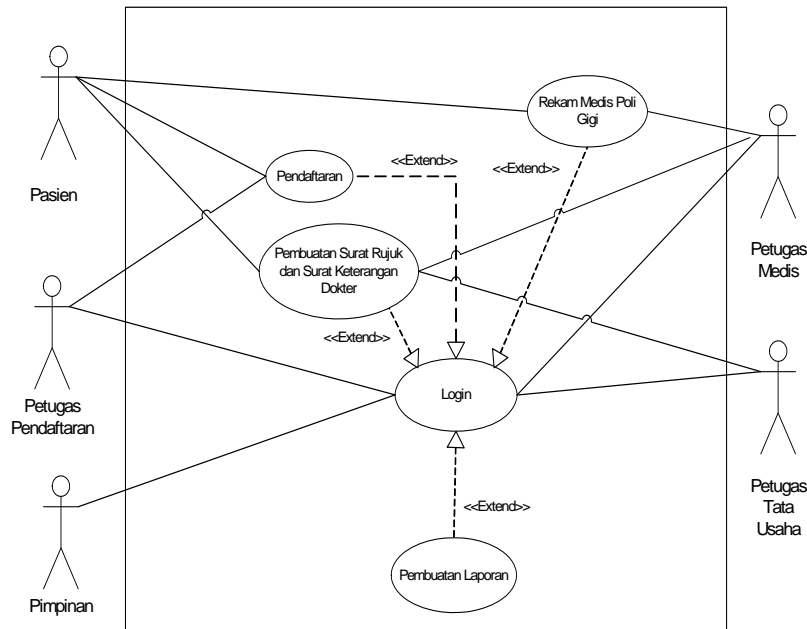 Rekam Medis Poli
Gigi
<<Extend>>
<<Extend>>
Pendaftaran
Pasien
Petugas
Medis
Pembuatan Surat Rujuk
dan Surat Keterangan
Dokter
<<Extend>>
Petugas
Pendaftaran
Login
Petugas
Tata
Usaha
<<Extend>>
Pembuatan Laporan
Pimpinan